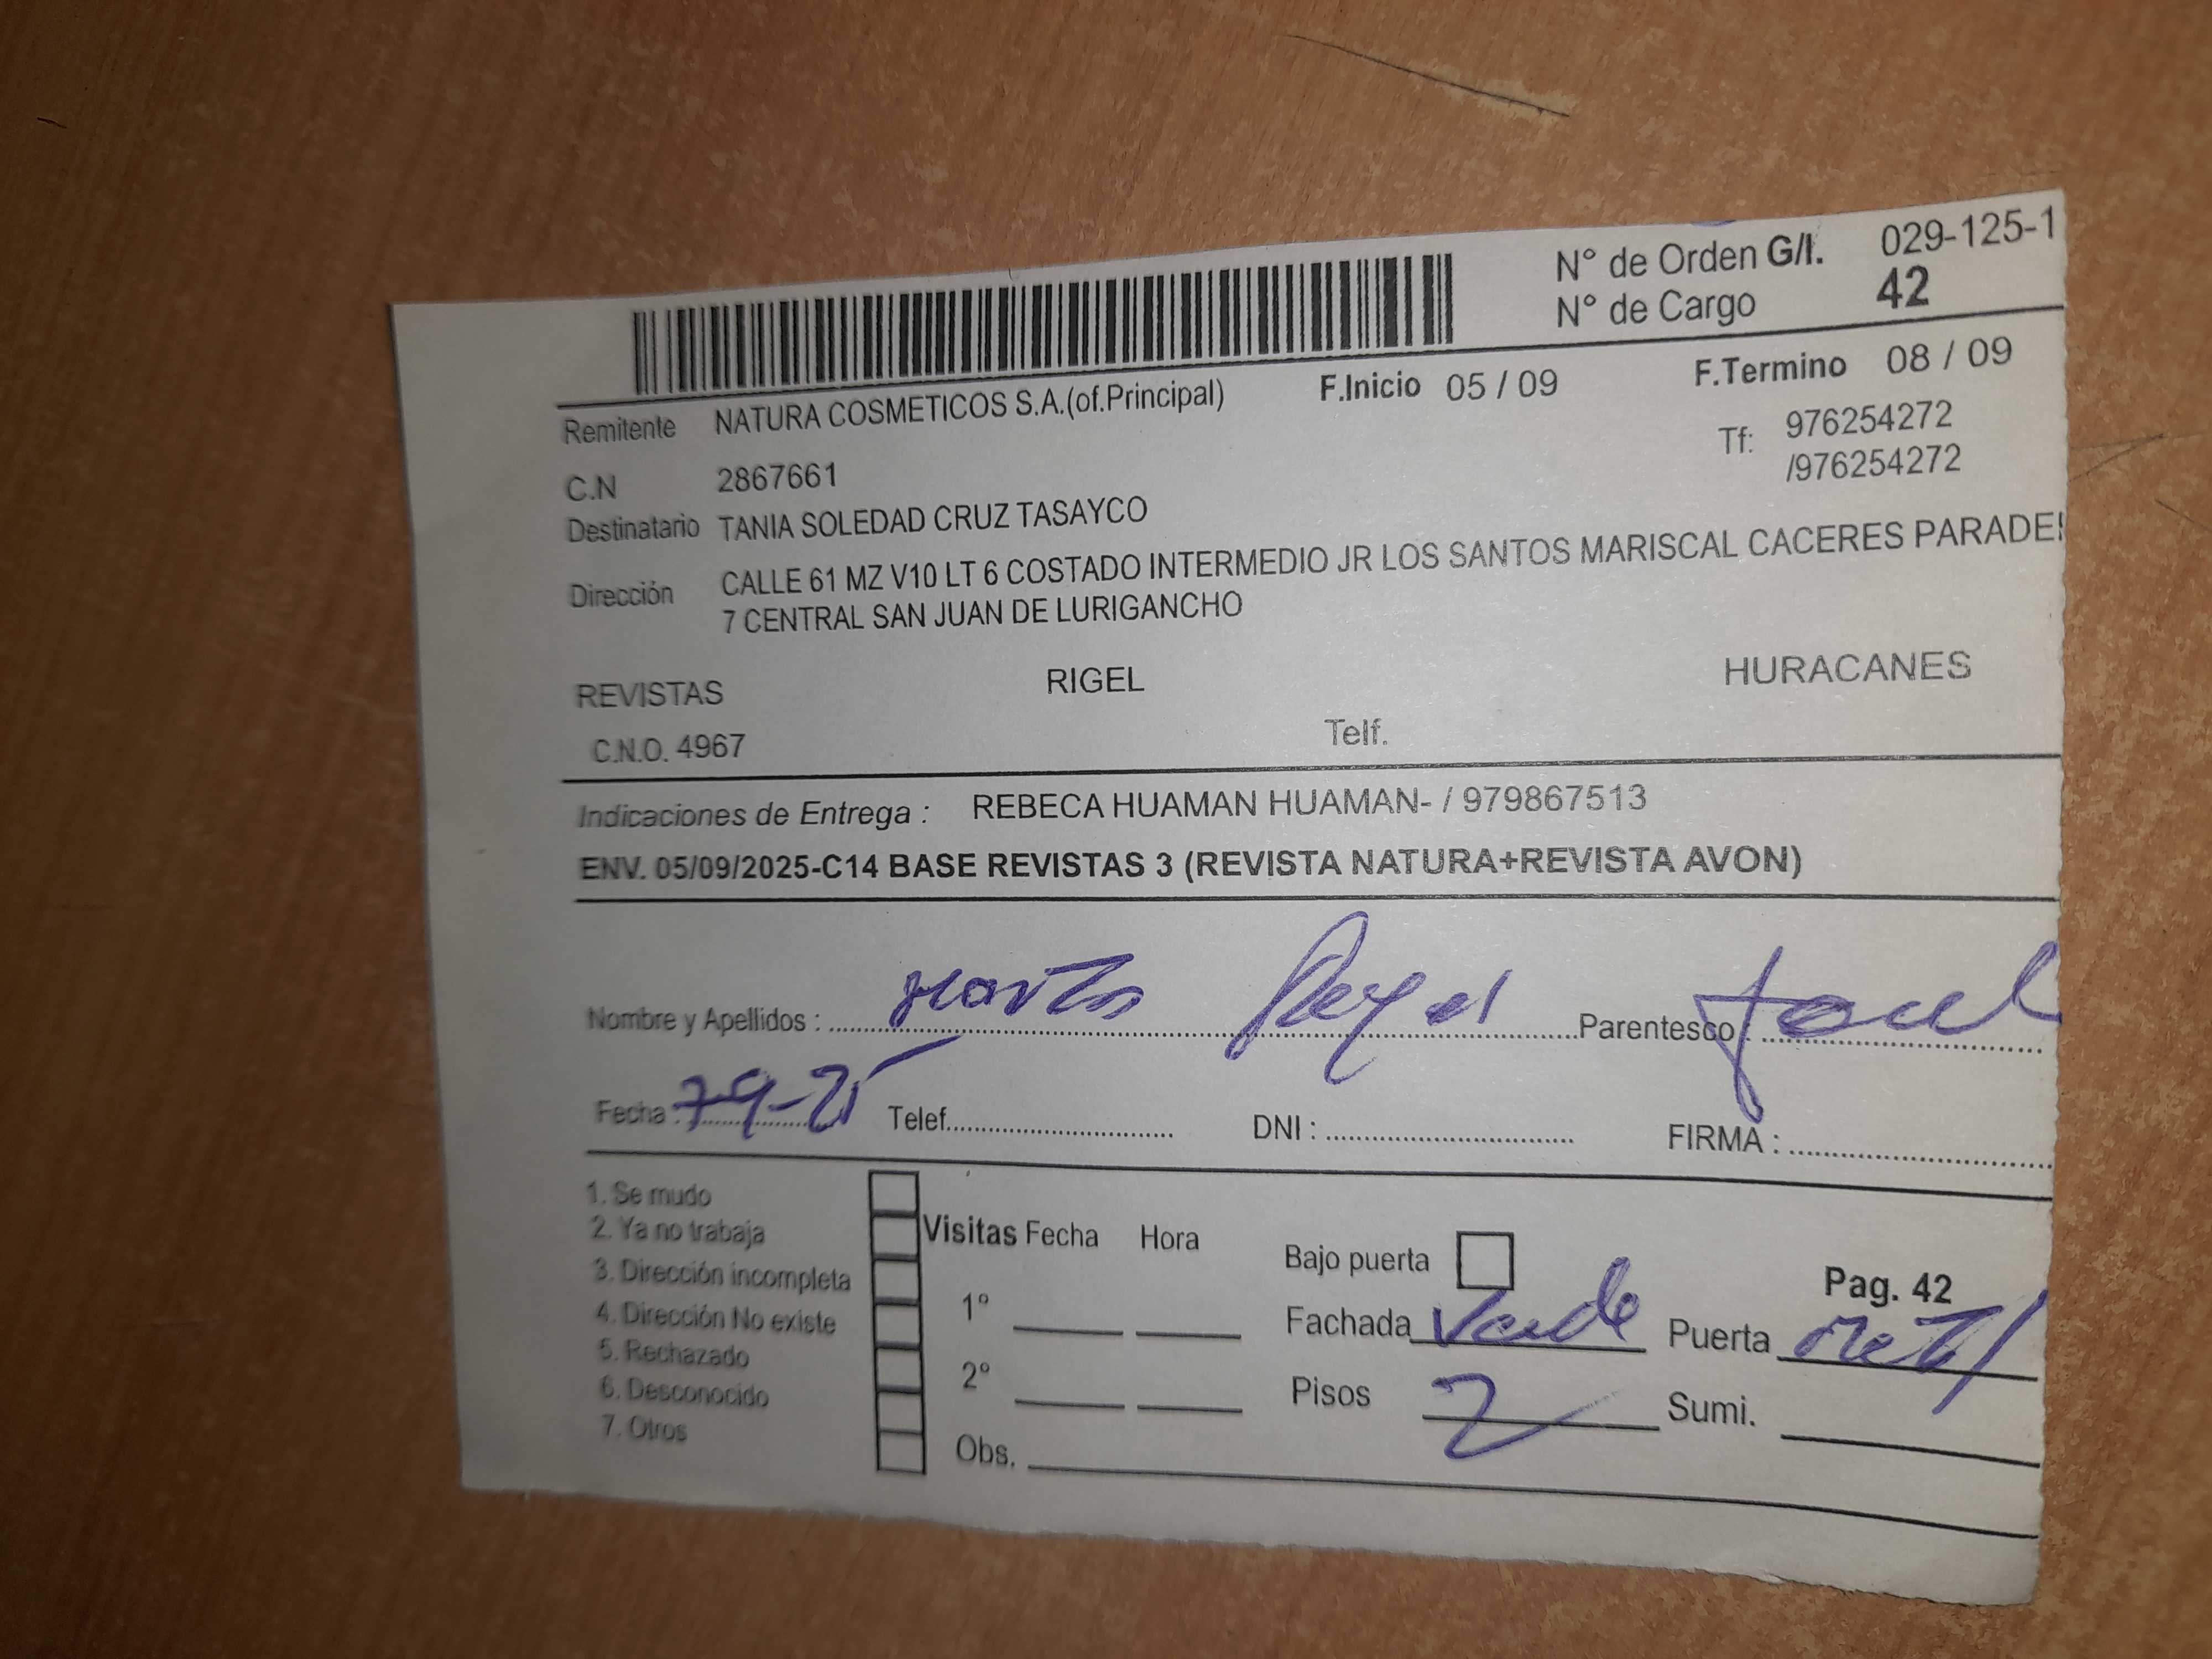 N° de Orden G/I. 029-125-1
N° de Cargo 42
Remitente NATURA COSMETICOS S.A.(of.Principal) F.Inicio 05 / 09 F.Termino 08 / 09
C.N 2867661 Tf: 976254272
/976254272
Destinatario TANIA SOLEDAD CRUZ TASAYCO
Dirección CALLE 61 MZ V10 LT 6 COSTADO INTERMEDIO JR LOS SANTOS MARISCAL CACERES PARADE
7 CENTRAL SAN JUAN DE LURIGANCHO
REVISTAS RIGEL HURACANES
C.N.O. 4967 Telf.
Indicaciones de Entrega : REBECA HUAMAN HUAMAN- / 979867513
ENV. 05/09/2025-C14 BASE REVISTAS 3 (REVISTA NATURA+REVISTA AVON)
Nombre y Apellidos : Parentesco :
Fecha : 7-9-25 Telef. DNI : FIRMA :
1. Se mudo
2. Ya no trabaja
3. Dirección incompleta
4. Dirección No existe
5. Rechazado
6. Desconocido
7. Otros
Visitas Fecha Hora
1°
2°
Obs.
Bajo puerta Pag. 42
Fachada Verde Puerta Metal
Pisos 2 Sumi.